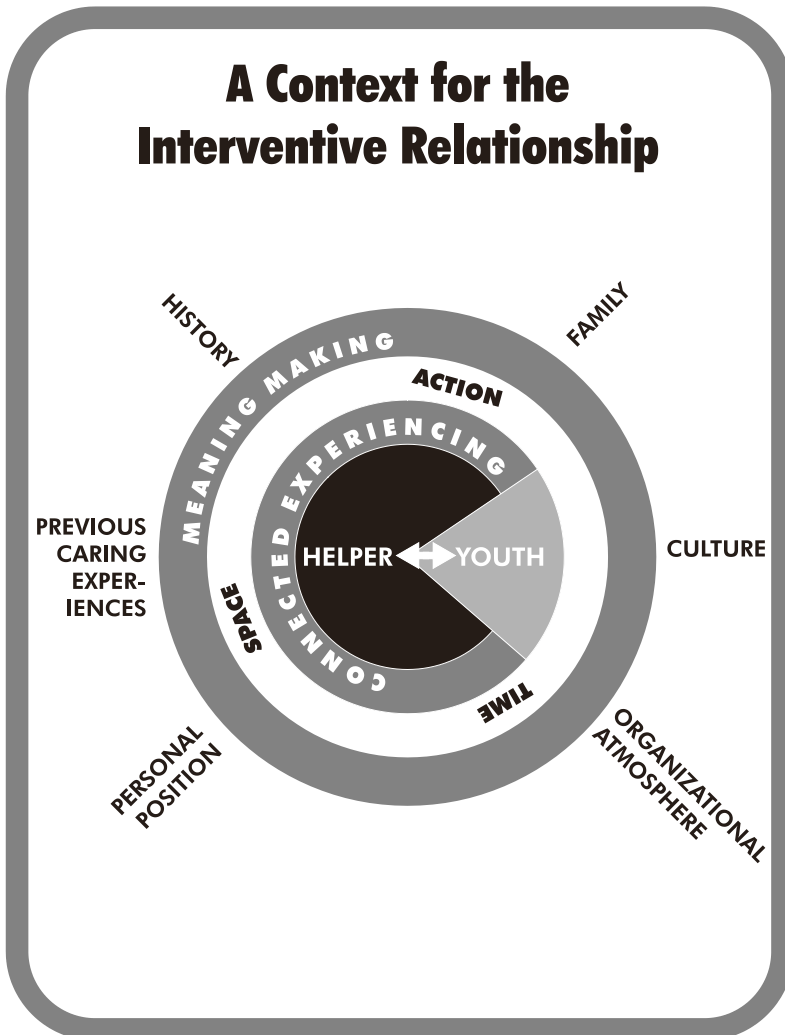 A Context for the
Interventive Relationship
HISTORY
FAMILY
MEANING MAKING
ACTION
CONNECTED EXPERIENCING
PREVIOUS
CARING
EXPER-
IENCES
HELPER
YOUTH
CULTURE
SPACE
TIME
PERSONAL
POSITION
ORGANIZATIONAL
ATMOSPHERE